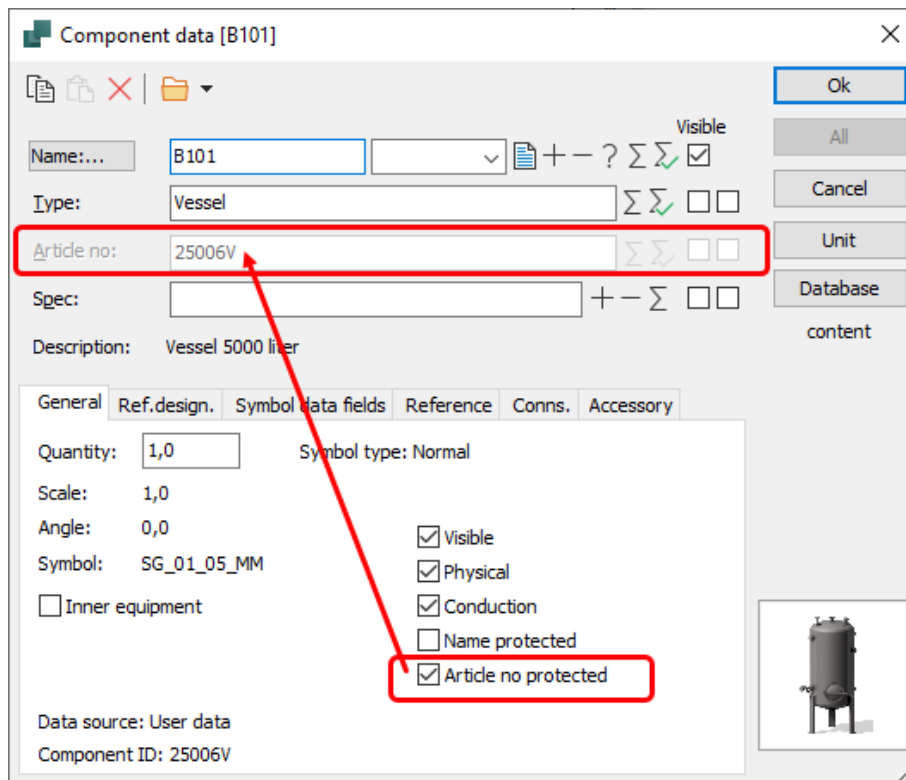 Component data [B101]
Ok
Visible
All
Name:...
B101
Type:
Vessel
Cancel
Article no:
25006V
Unit
Spec:
Database
Description:
Vessel 5000 liter
content
General
Ref.design.
Symbol data fields
Reference
Conns.
Accessory
Quantity:
1,0
Symbol type: Normal
Scale:
1,0
Angle:
0,0
Visible
Symbol:
SG_01_05_MM
Physical
Inner equipment
Conduction
Name protected
Article no protected
Data source: User data
Component ID: 25006V